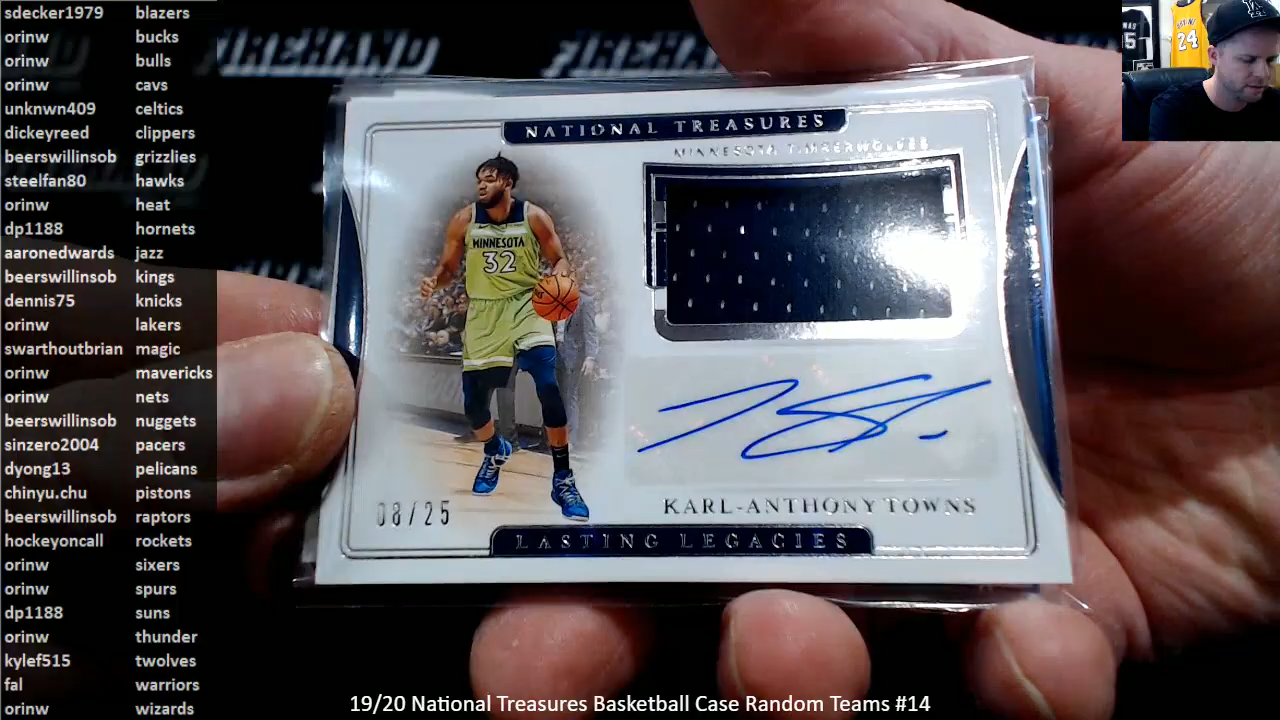 sdecker1979 blazers
orinw bucks
orinw bulls
orinw cavs
unknwn409 celtics
dickeyreed clippers
beerswillinsob grizzlies
steelfan80 hawks
orinw heat
dp1188 hornets
aaronedwards jazz
beerswillinsob kings
dennis75 knicks
orinw lakers
swarthoutbrian magic
orinw mavericks
orinw nets
beerswillinsob nuggets
sinzero2004 pacers
dyong13 pelicans
chinyu.chu pistons
beerswillinsob raptors
hockeyoncall rockets
orinw sixers
orinw spurs
dp1188 suns
orinw thunder
kylef515 twolves
fal warriors
orinw wizards
FIREHAND
NATIONAL TREASURES
MINNESOTA TIMBERWOLVES
MINNESOTA
32
KARL-ANTHONY TOWNS
08/25
LASTING LEGACIES
24
19/20 National Treasures Basketball Case Random Teams #14